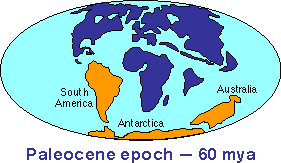 Australia
South
America
Antarctica
Paleocene epoch — 60 mya